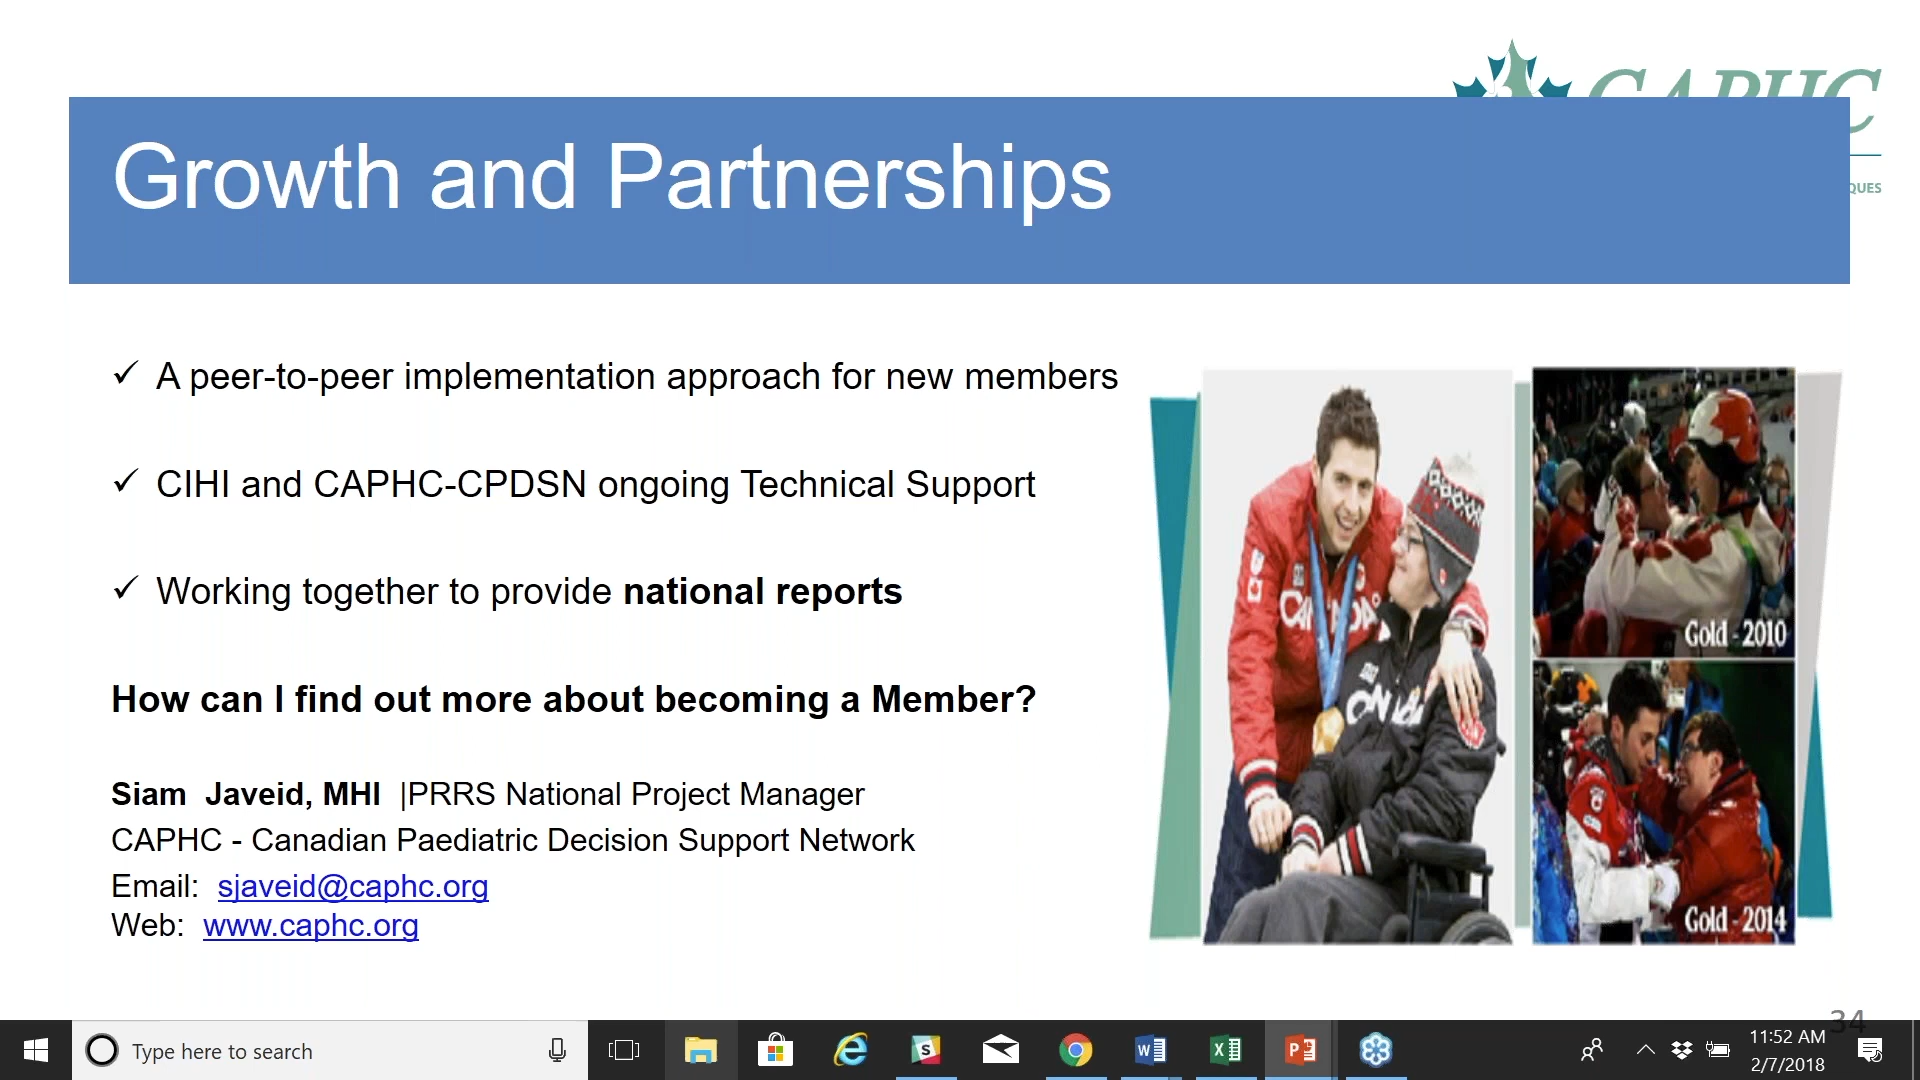 CAPHC
QUES
Growth and Partnerships
✓ A peer-to-peer implementation approach for new members
✓ CIHI and CAPHC-CPDSN ongoing Technical Support
✓ Working together to provide national reports
How can I find out more about becoming a Member?
Siam Javeid, MHI |PRRS National Project Manager
CAPHC - Canadian Paediatric Decision Support Network
Email: sjaveid@caphc.org
Web: www.caphc.org
CANADA
CANADA
Gold - 2010
Gold - 2014
34
Type here to search
11:52 AM
2/7/2018